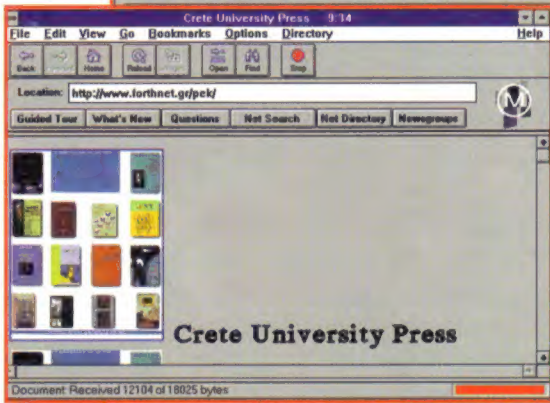 Crete University Press 9:14
File Edit View Go Bookmarks Options Directory Help
Back Home Reload Open Find Stop
Location: http://www.forthnet.gr/pek/
Guided Tour What's New Questions Net Search Net Directory Newsgroups
M
Crete University Press
Document: Received 12104 of 18025 bytes